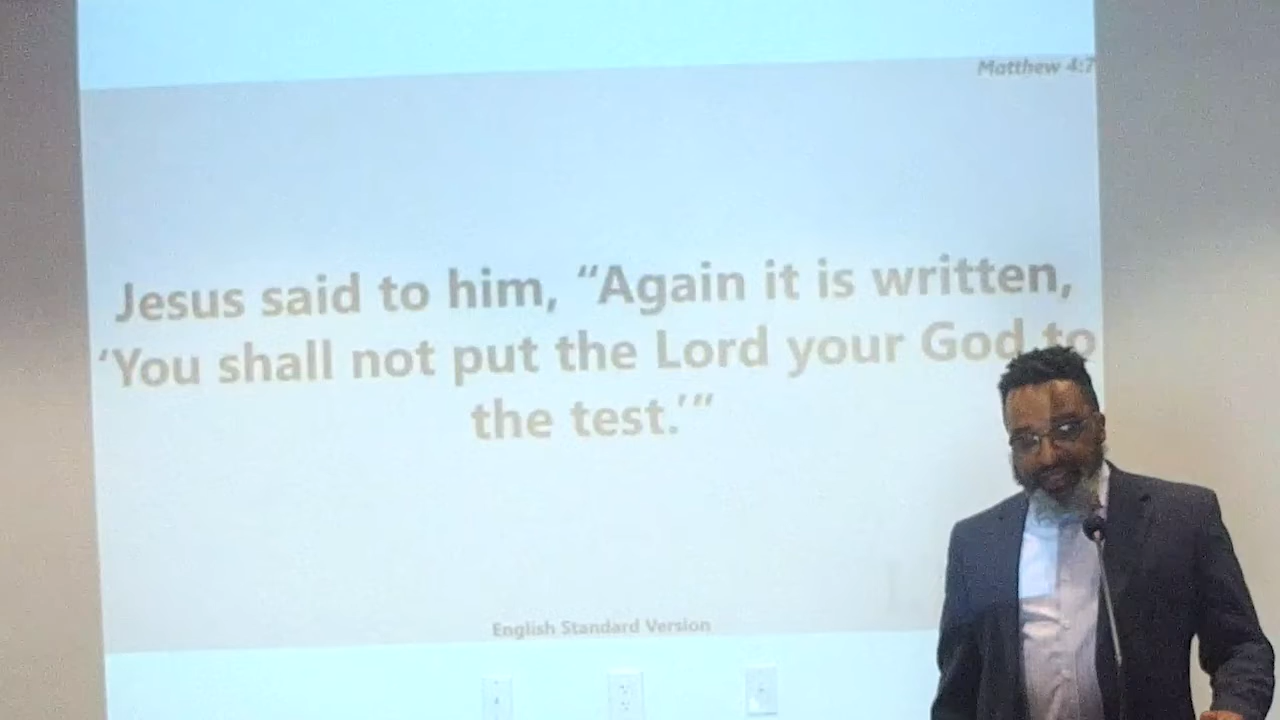 Matthew 4:7
Jesus said to him, “Again it is written,
‘You shall not put the Lord your God to
the test.’”
English Standard Version